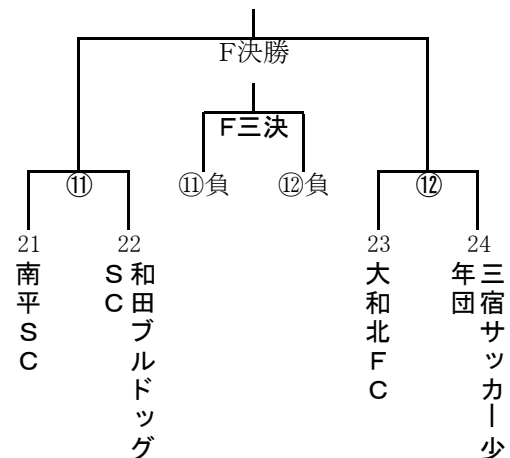 F決勝
F三決
⑪
⑪負
⑫負
⑫
21
22
23
24
南平SC
和田ブルドッグ
SC
大和北FC
三宿サッカー少
年団